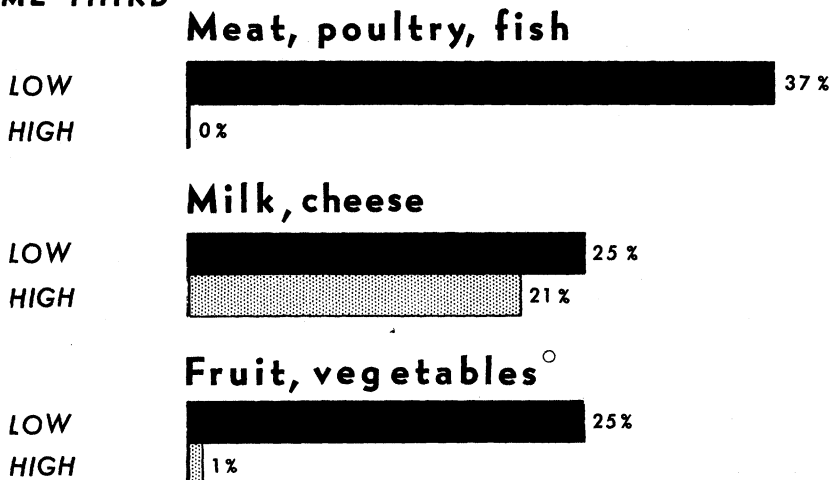 Meat, poultry, fish
LOW 37%
HIGH 0%
Milk, cheese
LOW 25%
HIGH 21%
Fruit, vegetables°
LOW 25%
HIGH 1%